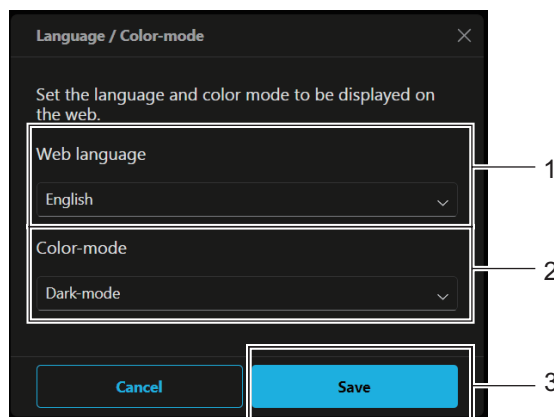 Language / Color-mode
Set the language and color mode to be displayed on
the web.
Web language
1
English
Color-mode
2
Dark-mode
Cancel
Save
3